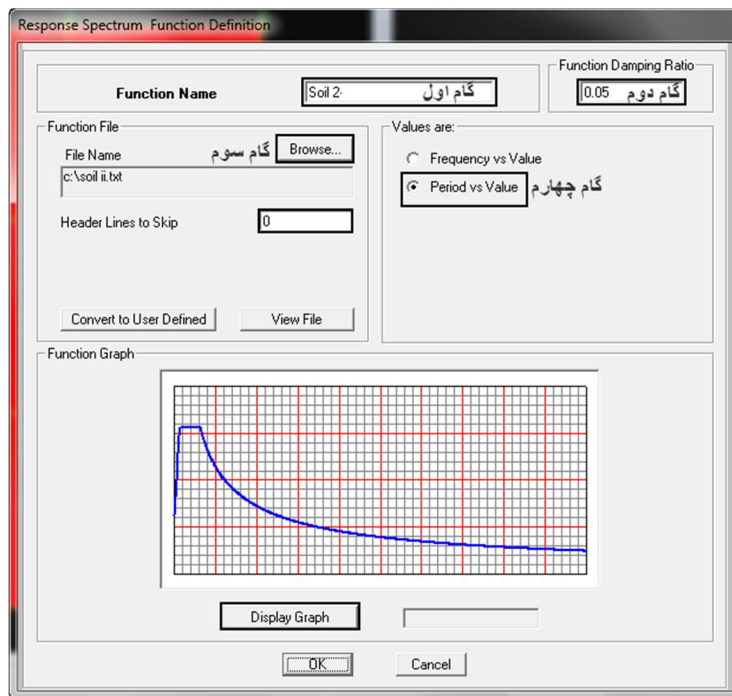 Response Spectrum Function Definition
Function Damping Ratio
Function Name
Soil 2-
گام اول
0.05
گام دوم
Function File
File Name
گام سوم
Browse...
c:\soil ii.txt
Header Lines to Skip
0
Convert to User Defined
View File
Values are:
Frequency vs Value
Period vs Value
گام چهارم
Function Graph
Display Graph
OK
Cancel